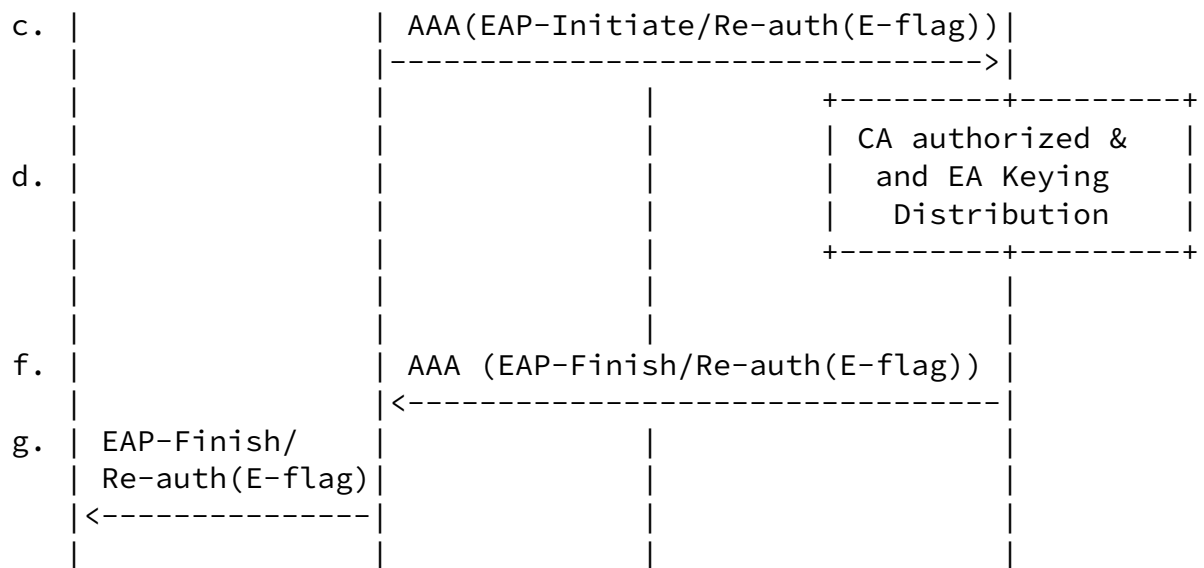 c. |               | AAA(EAP-Initiate/Re-auth(E-flag))|
CA authorized &
d. and EA Keying
Distribution
f. AAA (EAP-Finish/Re-auth(E-flag))
g. EAP-Finish/
Re-auth(E-flag)